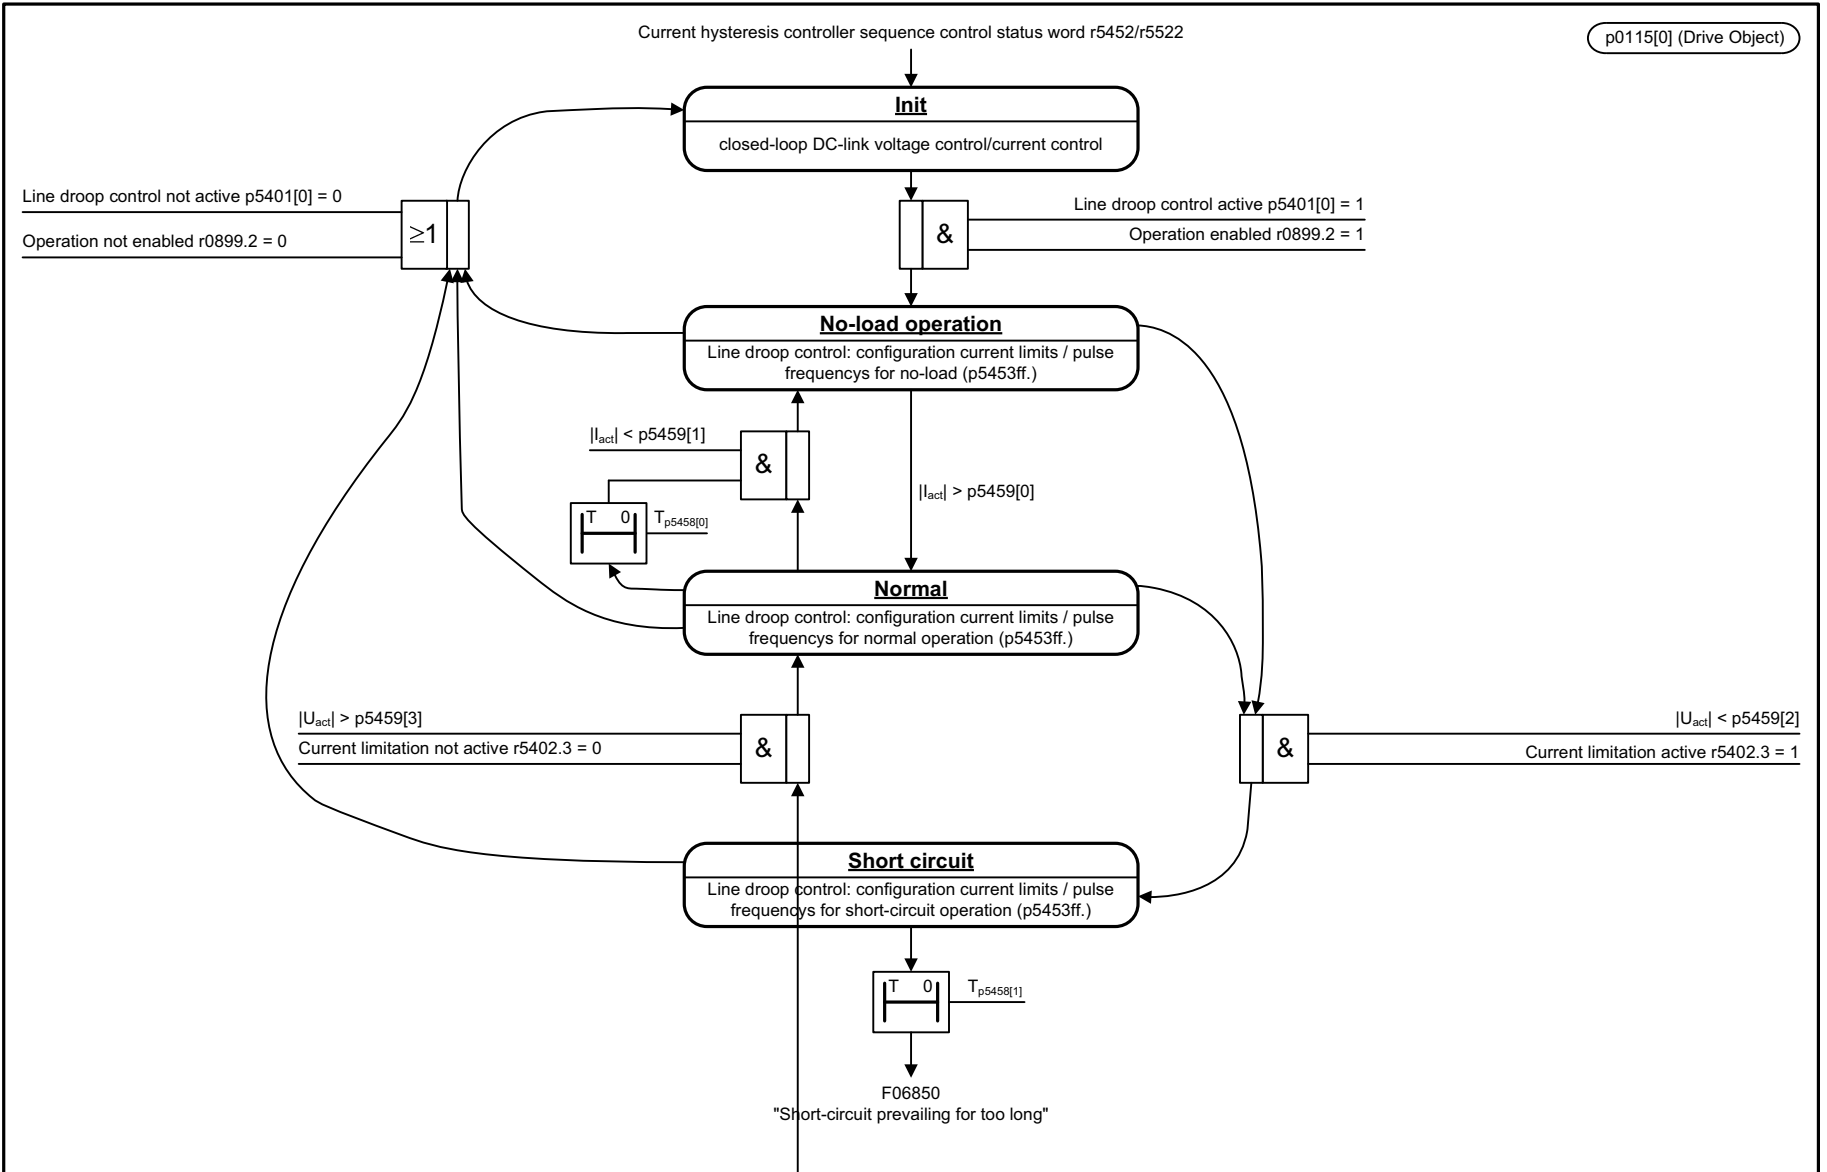 Current hysteresis controller sequence control status word r5452/r5522
p0115[0] (Drive Object)
Init
closed-loop DC-link voltage control/current control
Line droop control not active p5401[0] = 0
Operation not enabled r0899.2 = 0
≥1
&
Line droop control active p5401[0] = 1
Operation enabled r0899.2 = 1
No-load operation
Line droop control: configuration current limits / pulse
frequencys for no-load (p5453ff.)
|Iact| < p5459[1]
&
|Iact| > p5459[0]
T 0
Tp5458[0]
Normal
Line droop control: configuration current limits / pulse
frequencys for normal operation (p5453ff.)
|Uact| > p5459[3]
Current limitation not active r5402.3 = 0
&
&
|Uact| < p5459[2]
Current limitation active r5402.3 = 1
Short circuit
Line droop control: configuration current limits / pulse
frequencys for short-circuit operation (p5453ff.)
T 0
Tp5458[1]
F06850
"Short-circuit prevailing for too long"